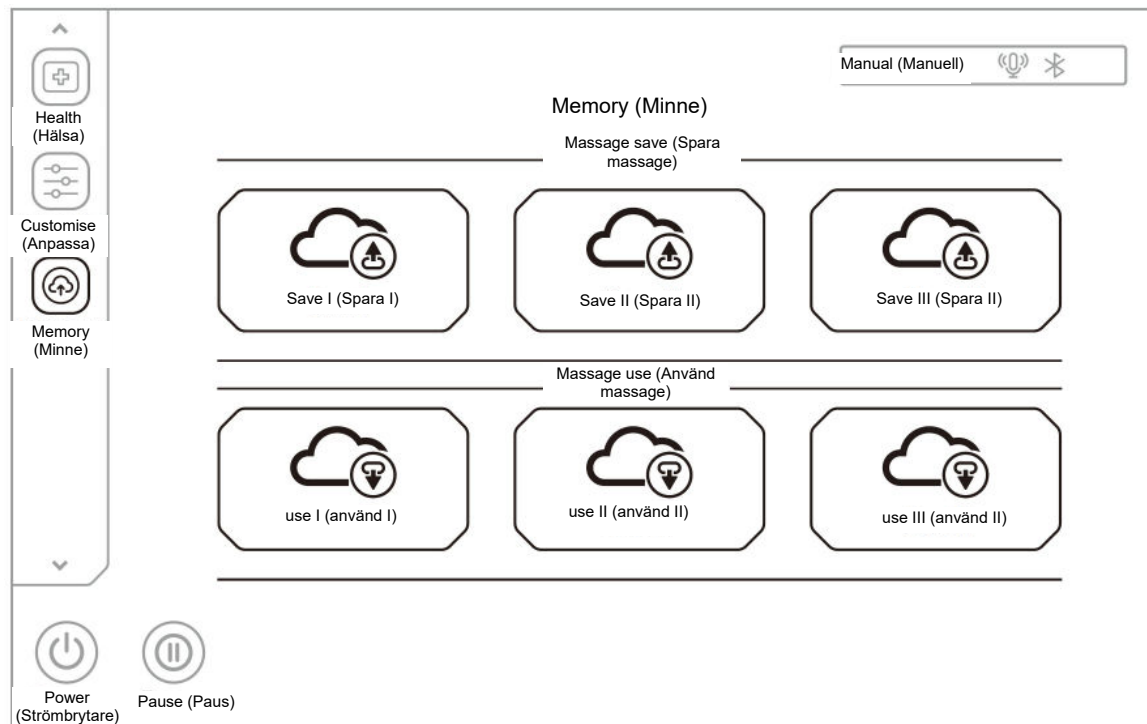 Manual (Manuell)
Health
(Hälsa)
Memory (Minne)
Massage save (Spara
massage)
Customise
(Anpassa)
Save I (Spara I)
Save II (Spara II)
Save III (Spara II)
Memory
(Minne)
Massage use (Använd
massage)
use I (använd I)
use II (använd II)
use III (använd II)
Power
(Strömbrytare)
Pause (Paus)